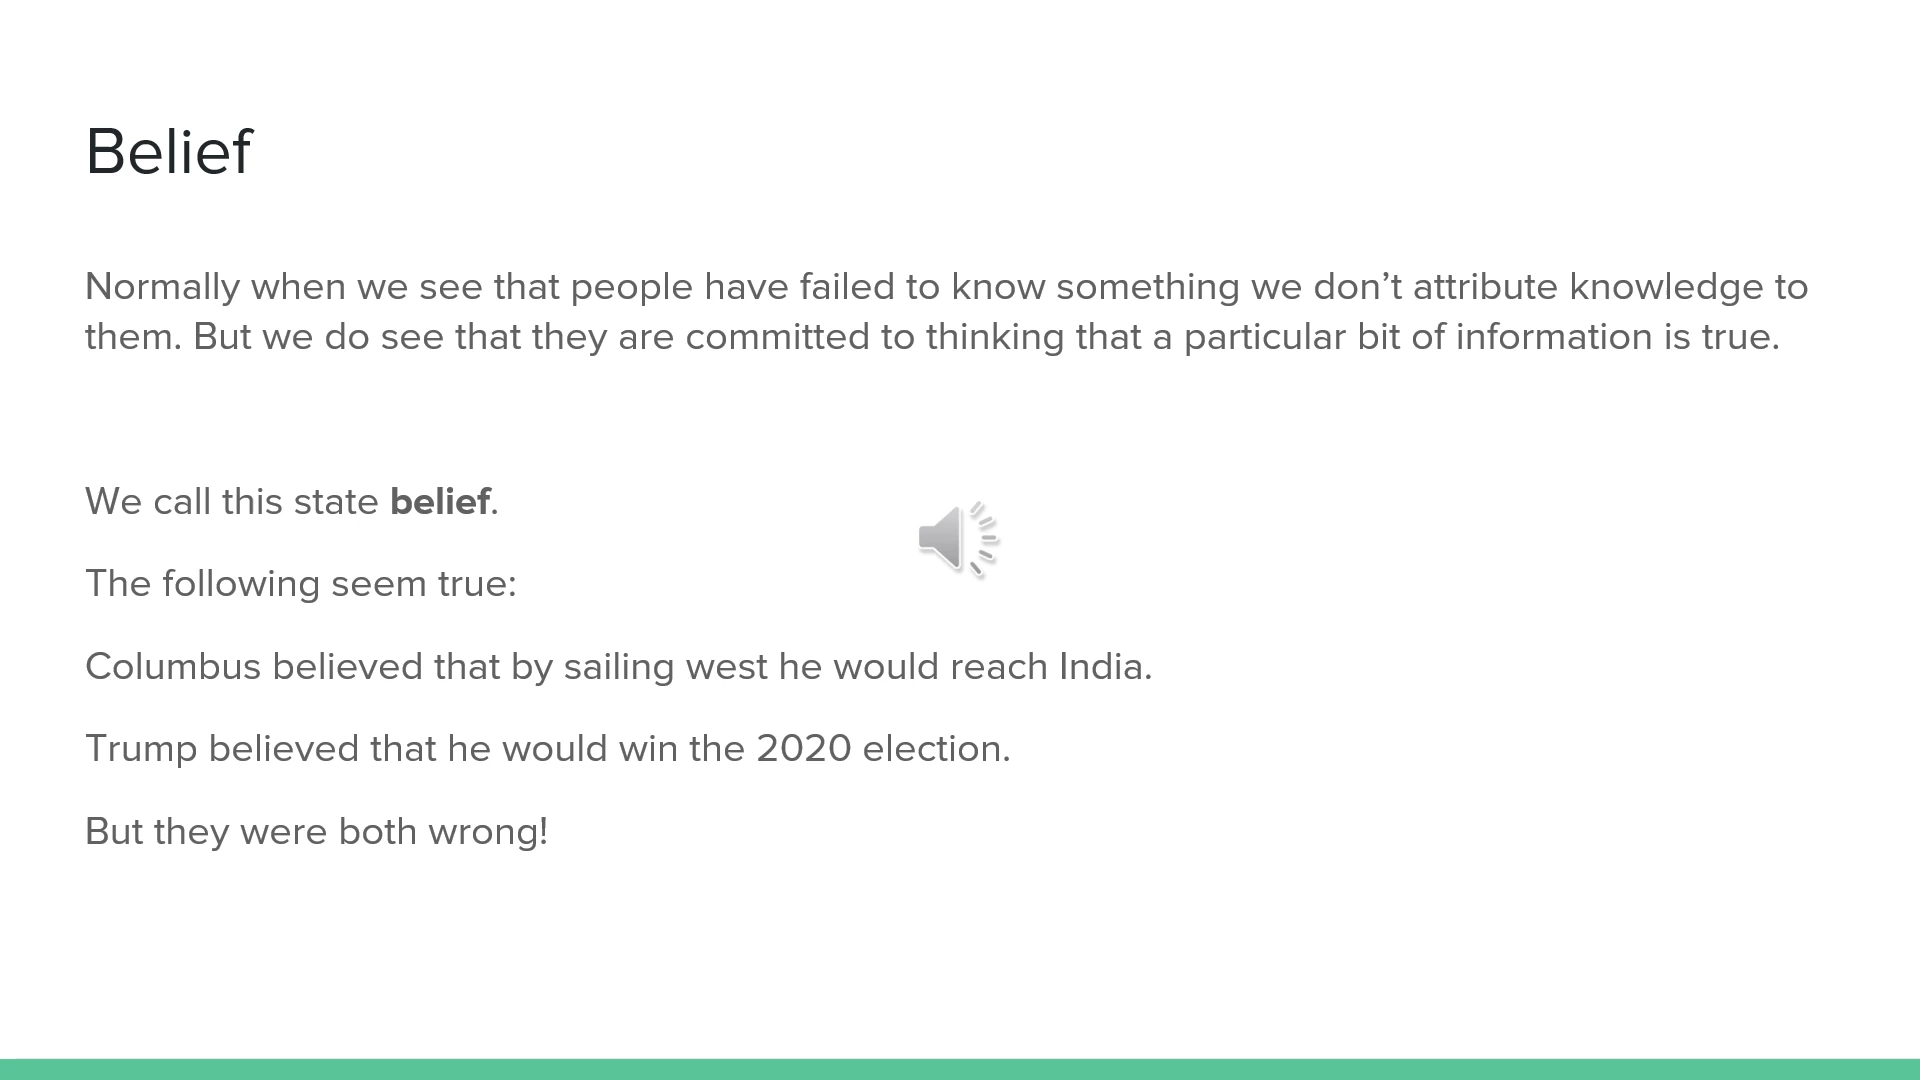 Belief
Normally when we see that people have failed to know something we don’t attribute knowledge to
them. But we do see that they are committed to thinking that a particular bit of information is true.
We call this state belief.
The following seem true:
Columbus believed that by sailing west he would reach India.
Trump believed that he would win the 2020 election.
But they were both wrong!